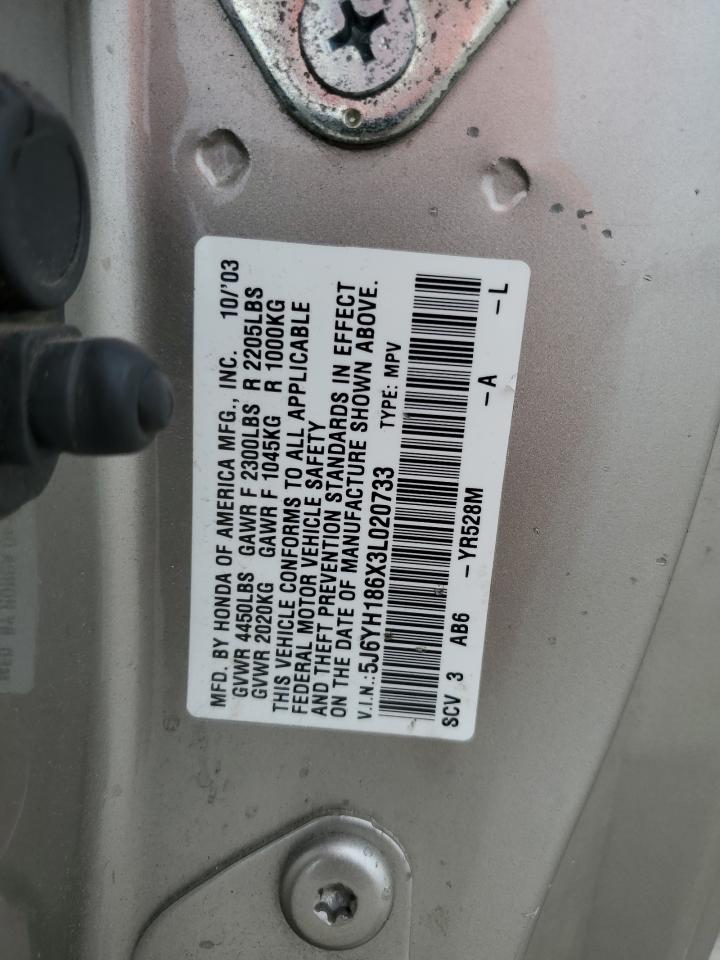 MFD. BY HONDA OF AMERICA MFG., INC. 10/'03
GVWR 4450LBS GAWR F 2300LBS R 2205LBS
GVWR 2020KG GAWR F 1045KG R 1000KG
THIS VEHICLE CONFORMS TO ALL APPLICABLE
FEDERAL MOTOR VEHICLE SAFETY
AND THEFT PREVENTION STANDARDS IN EFFECT
ON THE DATE OF MANUFACTURE SHOWN ABOVE.
V.I.N.:5J6YH186X3L020733 TYPE: MPV
SCV 3 AB6 - YR528M - A - L